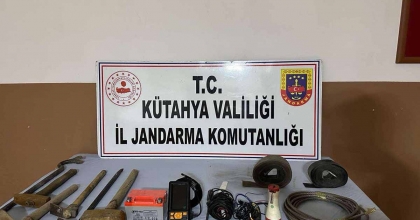 T.C.
KÜTAHYA VALİLİĞİ
İL JANDARMA KOMUTANLIĞI